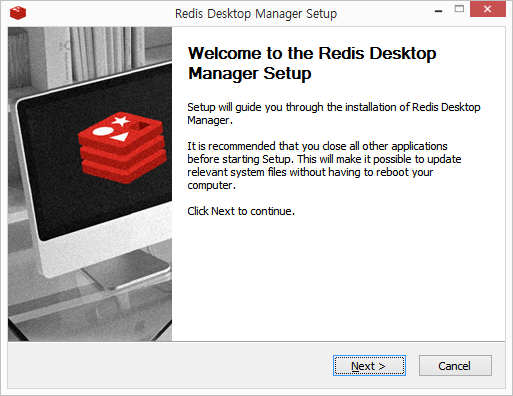 Redis Desktop Manager Setup
Welcome to the Redis Desktop
Manager Setup
Setup will guide you through the installation of Redis Desktop
Manager.
It is recommended that you close all other applications
before starting Setup. This will make it possible to update
relevant system files without having to reboot your
computer.
Click Next to continue.
Next >
Cancel